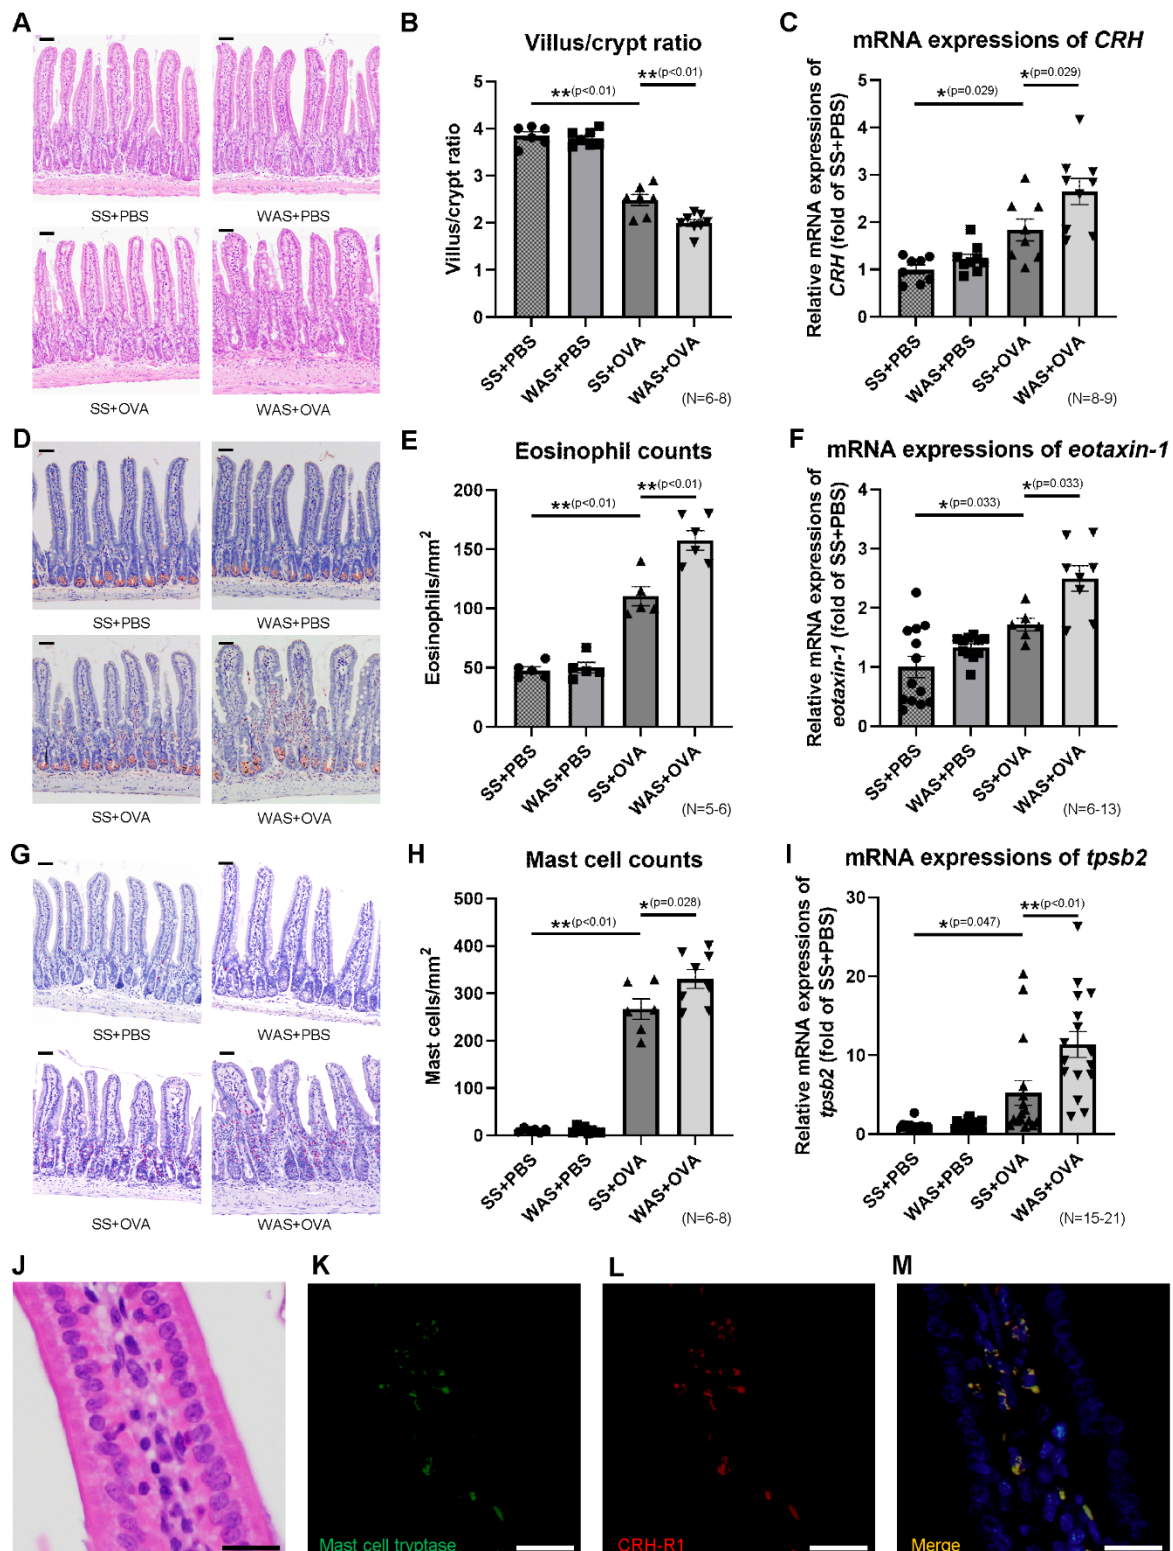 A
SS+PBS
WAS+PBS
SS+OVA
WAS+OVA
B
Villus/crypt ratio
**(p<0.01)
**(p<0.01)
Villus/crypt ratio
5
4
3
2
1
0
SS+PBS
WAS+PBS
SS+OVA
WAS+OVA
(N=6-8)
C
mRNA expressions of CRH
*(p=0.029)
*(p=0.029)
Relative mRNA expressions of
CRH (fold of SS+PBS)
5
4
3
2
1
0
SS+PBS
WAS+PBS
SS+OVA
WAS+OVA
(N=8-9)
D
SS+PBS
WAS+PBS
SS+OVA
WAS+OVA
E
Eosinophil counts
**(p<0.01)
**(p<0.01)
Eosinophils/mm2
200
150
100
50
0
SS+PBS
WAS+PBS
SS+OVA
WAS+OVA
(N=5-6)
F
mRNA expressions of eotaxin-1
*(p=0.033)
*(p=0.033)
Relative mRNA expressions of
eotaxin-1 (fold of SS+PBS)
4
3
2
1
0
SS+PBS
WAS+PBS
SS+OVA
WAS+OVA
(N=6-13)
G
SS+PBS
WAS+PBS
SS+OVA
WAS+OVA
H
Mast cell counts
**(p<0.01)
*(p=0.028)
Mast cells/mm2
500
400
300
200
100
0
SS+PBS
WAS+PBS
SS+OVA
WAS+OVA
(N=6-8)
I
mRNA expressions of tpsb2
*(p=0.047)
**(p<0.01)
Relative mRNA expressions of
tpsb2 (fold of SS+PBS)
30
20
10
0
SS+PBS
WAS+PBS
SS+OVA
WAS+OVA
(N=15-21)
J
K
Mast cell tryptase
L
CRH-R1
M
Merge